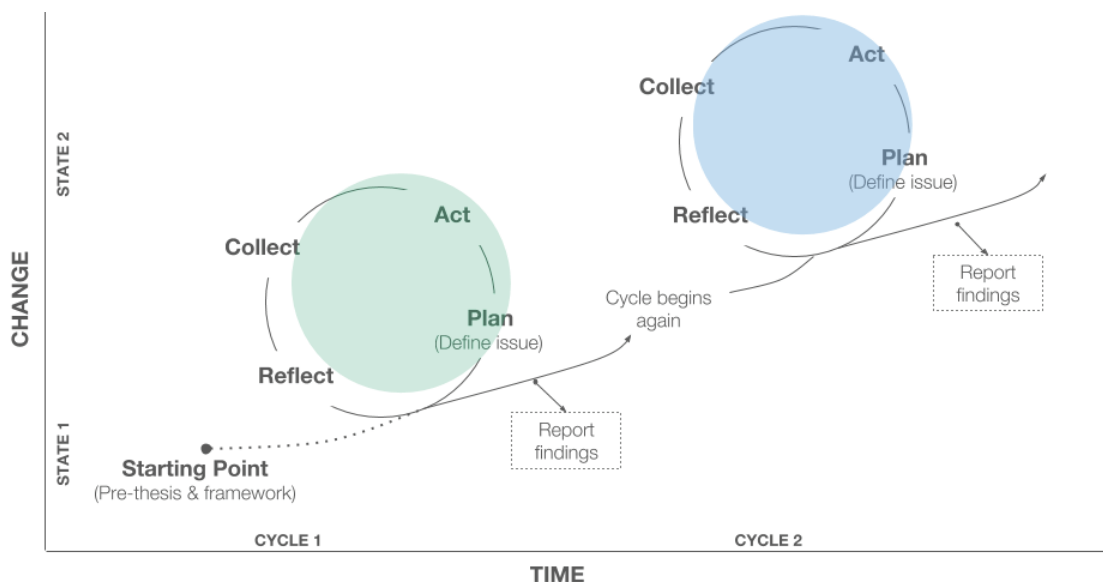 Act
Collect
Plan
(Define issue)
Reflect
Report
findings
Cycle begins
again
Act
Collect
Plan
(Define issue)
Reflect
Report
findings
Starting Point
(Pre-thesis & framework)
STATE 2
STATE 1
CHANGE
CYCLE 1
CYCLE 2
TIME